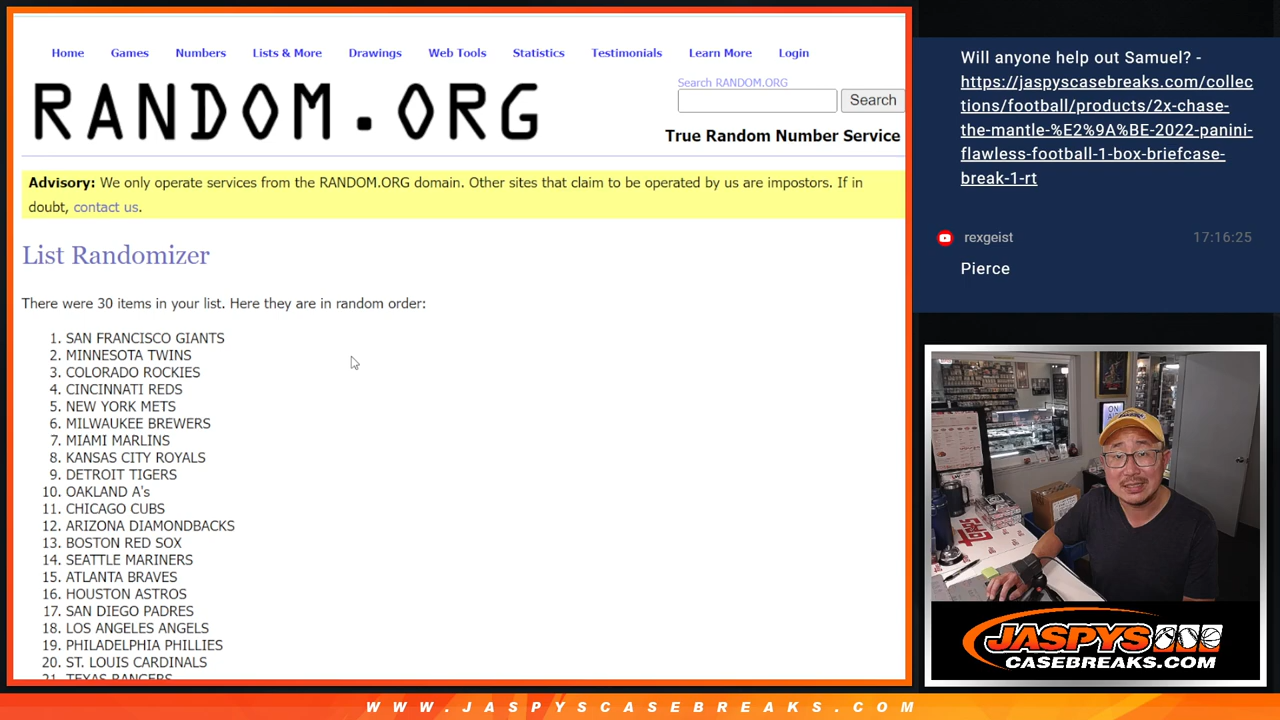 Home Games Numbers Lists & More Drawings Web Tools Statistics Testimonials Learn More Login
RANDOM.ORG
Search RANDOM.ORG
Search
True Random Number Service
Advisory: We only operate services from the RANDOM.ORG domain. Other sites that claim to be operated by us are impostors. If in
doubt, contact us.
List Randomizer
There were 30 items in your list. Here they are in random order:
1. SAN FRANCISCO GIANTS
2. MINNESOTA TWINS
3. COLORADO ROCKIES
4. CINCINNATI REDS
5. NEW YORK METS
6. MILWAUKEE BREWERS
7. MIAMI MARLINS
8. KANSAS CITY ROYALS
9. DETROIT TIGERS
10. OAKLAND A's
11. CHICAGO CUBS
12. ARIZONA DIAMONDBACKS
13. BOSTON RED SOX
14. SEATTLE MARINERS
15. ATLANTA BRAVES
16. HOUSTON ASTROS
17. SAN DIEGO PADRES
18. LOS ANGELES ANGELS
19. PHILADELPHIA PHILLIES
20. ST. LOUIS CARDINALS
21. TEXAS RANGERS
Will anyone help out Samuel? -
https://jaspyscasebreaks.com/collec
tions/football/products/2x-chase-
the-mantle-%E2%9A%BE-2022-panini-
flawless-football-1-box-briefcase-
break-1-rt
rexgeist 17:16:25
Pierce
ON
JASPYS
CASEBREAKS.COM
WWW.JASPYSCASEBREAKS.COM